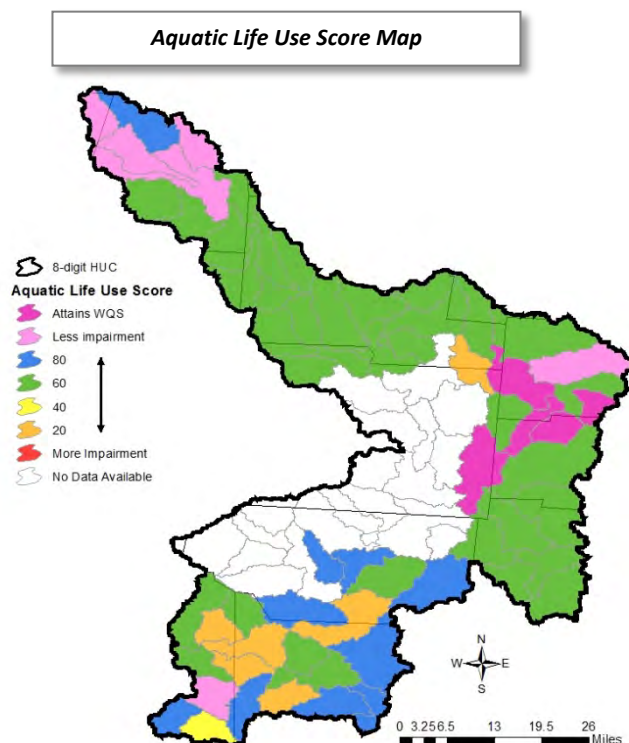 Aquatic Life Use Score Map
8-digit HUC
Aquatic Life Use Score
Attains WQS
Less impairment
80
60
40
20
More Impairment
No Data Available
N
W E
S
0 3.25 6.5 13 19.5 26
Miles